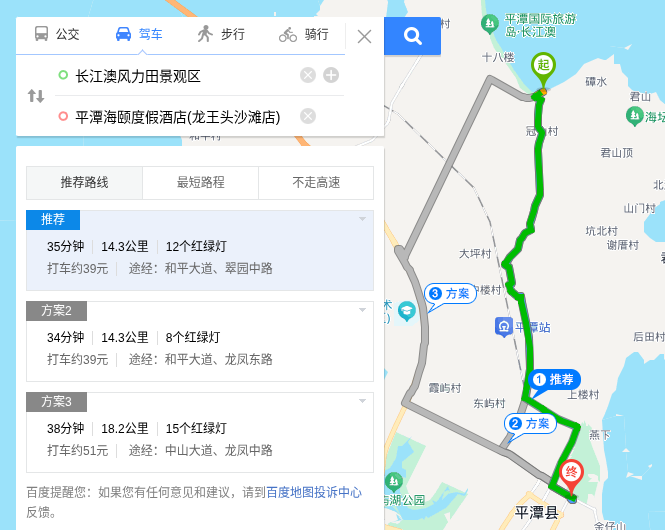 公交
驾车
步行
骑行
长江澳风力田景观区
平潭海颐度假酒店(龙王头沙滩店)
推荐路线
最短路程
不走高速
推荐
35分钟 14.3公里 12个红绿灯
打车约39元 途经：和平大道、翠园中路
方案2
34分钟 14.3公里 8个红绿灯
打车约39元 途经：和平大道、龙凤东路
方案3
38分钟 18.2公里 15个红绿灯
打车约51元 途经：中山大道、龙凤中路
百度提醒您：如果您有任何意见和建议，请到百度地图投诉中心
反馈。
平潭国际旅游
岛·长江澳
十八楼
起
磹水
君山
海坛
君山顶
山门村
坑北村
谢厝村
大坪村
3 方案
平潭站
后田村
1 推荐
霞屿村
上楼村
东屿村
2 方案
燕下
终
海湖公园
平潭县
金仔山